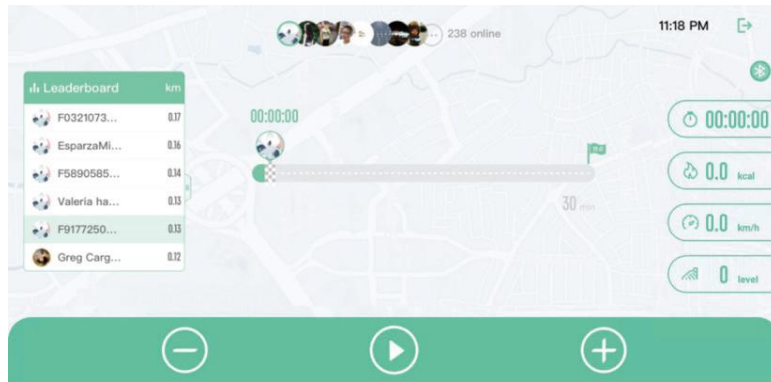 238 online
11:18 PM
Leaderboard km
F0321073... 0.17
EsparzaMi... 0.16
F5890585... 0.14
Valeria ha... 0.13
F9177250... 0.13
Greg Carg... 0.12
00:00:00
30 min
00:00:00
0.0 kcal
0.0 km/h
0 level